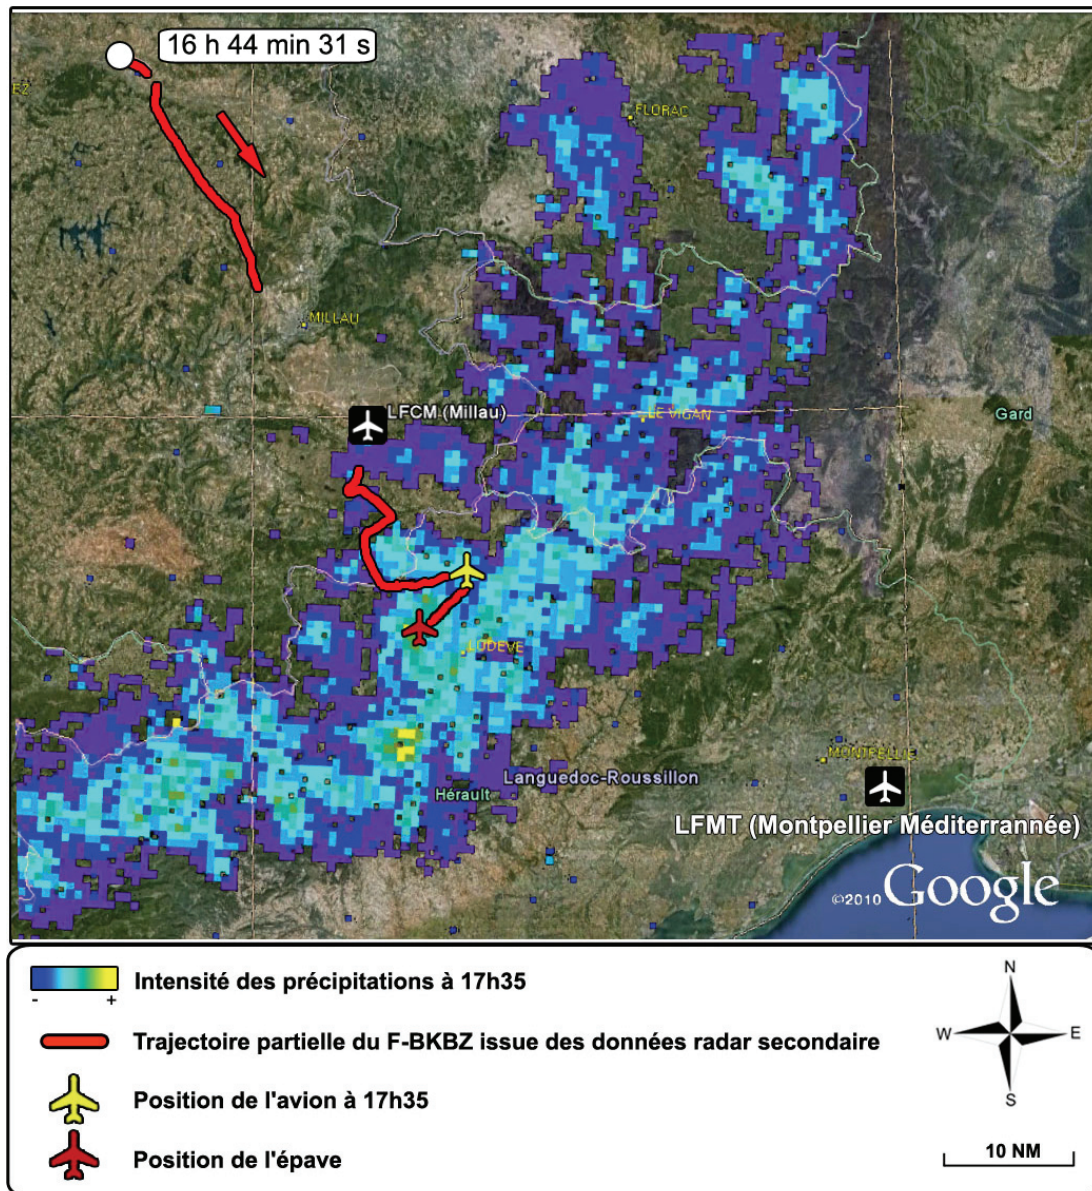 16 h 44 min 31 s
EZ
FLORAC
MILLAU
LFCM (Millau)
LE VIGAN
Gard
LODEVE
Languedoc-Roussillon
Hérault
MONTPELLIE
LFMT (Montpellier Méditerrannée)
©2010 Google
Intensité des précipitations à 17h35
- +
Trajectoire partielle du F-BKBZ issue des données radar secondaire
Position de l'avion à 17h35
Position de l'épave
N
W E
S
10 NM